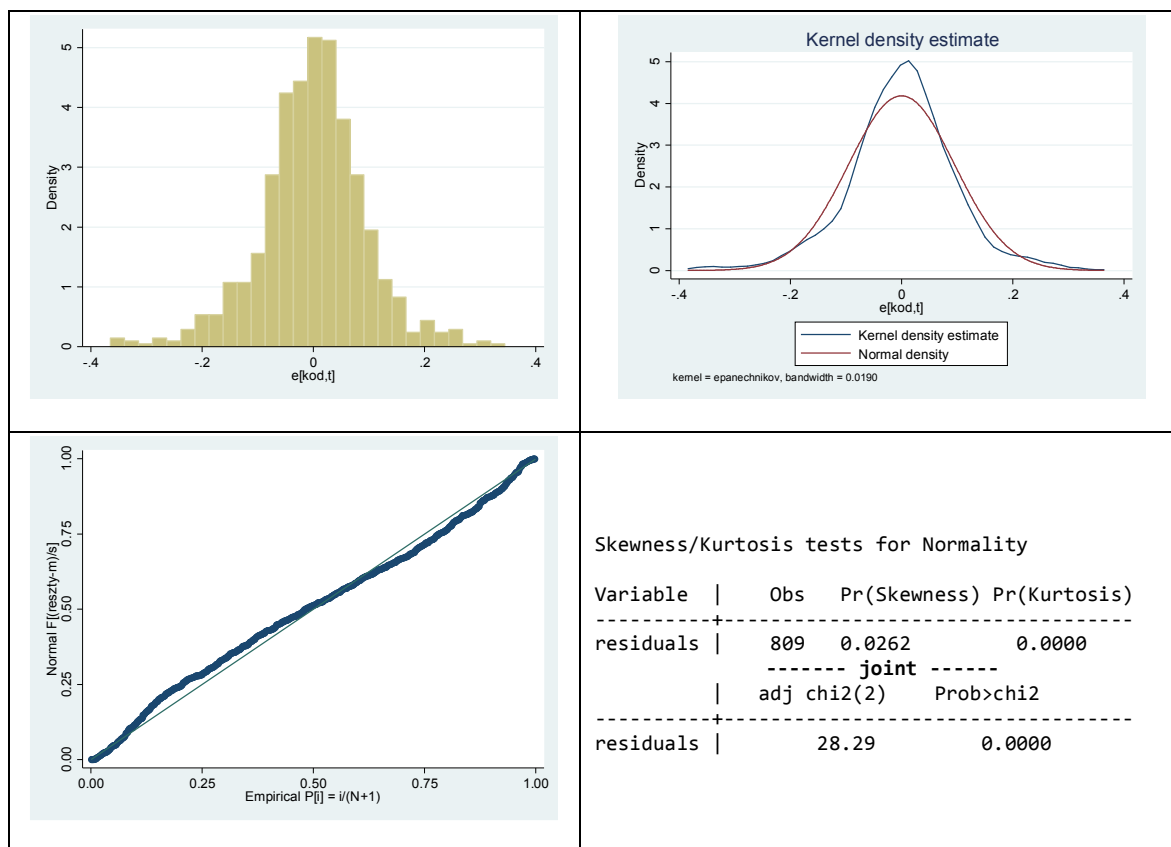 5
4
3
2
1
0
Density
-.4
-.2
0
.2
.4
e[kod,t]
Kernel density estimate
5
4
3
2
1
0
Density
-.4
-.2
0
.2
.4
e[kod,t]
Kernel density estimate
Normal density
kernel = epanechnikov, bandwidth = 0.0190
1.00
0.75
0.50
0.25
0.00
Normal F[(reszty-m)/s]
0.00
0.25
0.50
0.75
1.00
Empirical P[i] = i/(N+1)
Skewness/Kurtosis tests for Normality
Variable | Obs Pr(Skewness) Pr(Kurtosis)
----------+-----------------------------------
residuals | 809 0.0262 0.0000
------- joint ------
| adj chi2(2) Prob>chi2
----------+-----------------------------------
residuals | 28.29 0.0000